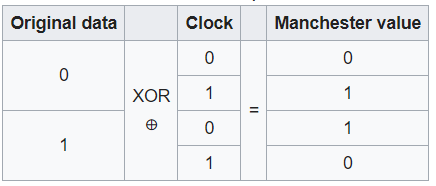 Original data Clock Manchester value
0 XOR ⊕ 0 = 0
1 1
1 0 1
1 0